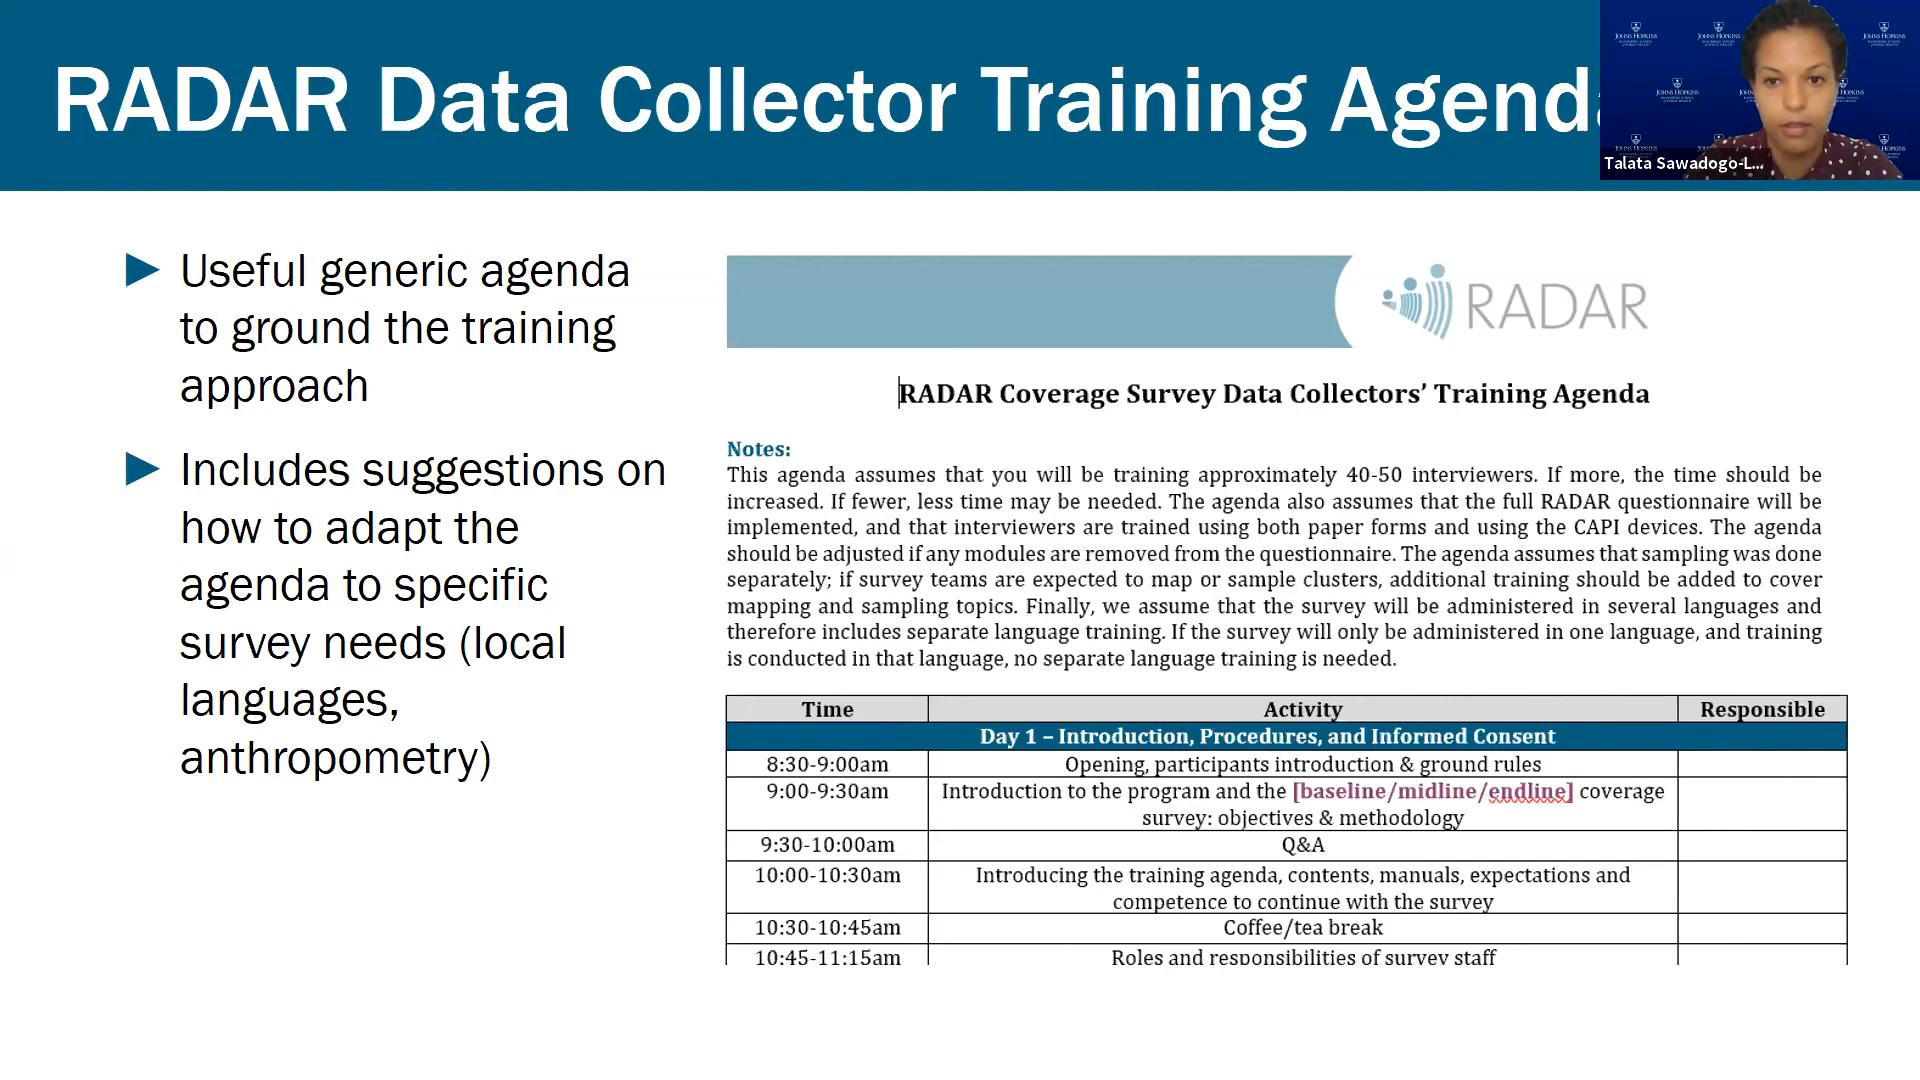 RADAR Data Collector Training Agenda
JOHNS HOPKINS
JOHNS HOPKINS
JOHNS HOPKINS
JOHNS HOPKINS
Talata Sawadogo-L...
Useful generic agenda
to ground the training
approach
Includes suggestions on
how to adapt the
agenda to specific
survey needs (local
languages,
anthropometry)
RADAR
RADAR Coverage Survey Data Collectors’ Training Agenda
Notes:
This agenda assumes that you will be training approximately 40-50 interviewers. If more, the time should be
increased. If fewer, less time may be needed. The agenda also assumes that the full RADAR questionnaire will be
implemented, and that interviewers are trained using both paper forms and using the CAPI devices. The agenda
should be adjusted if any modules are removed from the questionnaire. The agenda assumes that sampling was done
separately; if survey teams are expected to map or sample clusters, additional training should be added to cover
mapping and sampling topics. Finally, we assume that the survey will be administered in several languages and
therefore includes separate language training. If the survey will only be administered in one language, and training
is conducted in that language, no separate language training is needed.
Time Activity Responsible
Day 1 – Introduction, Procedures, and Informed Consent
8:30-9:00am Opening, participants introduction & ground rules
9:00-9:30am Introduction to the program and the [baseline/midline/endline] coverage
survey: objectives & methodology
9:30-10:00am Q&A
10:00-10:30am Introducing the training agenda, contents, manuals, expectations and
competence to continue with the survey
10:30-10:45am Coffee/tea break
10:45-11:15am Roles and responsibilities of survey staff